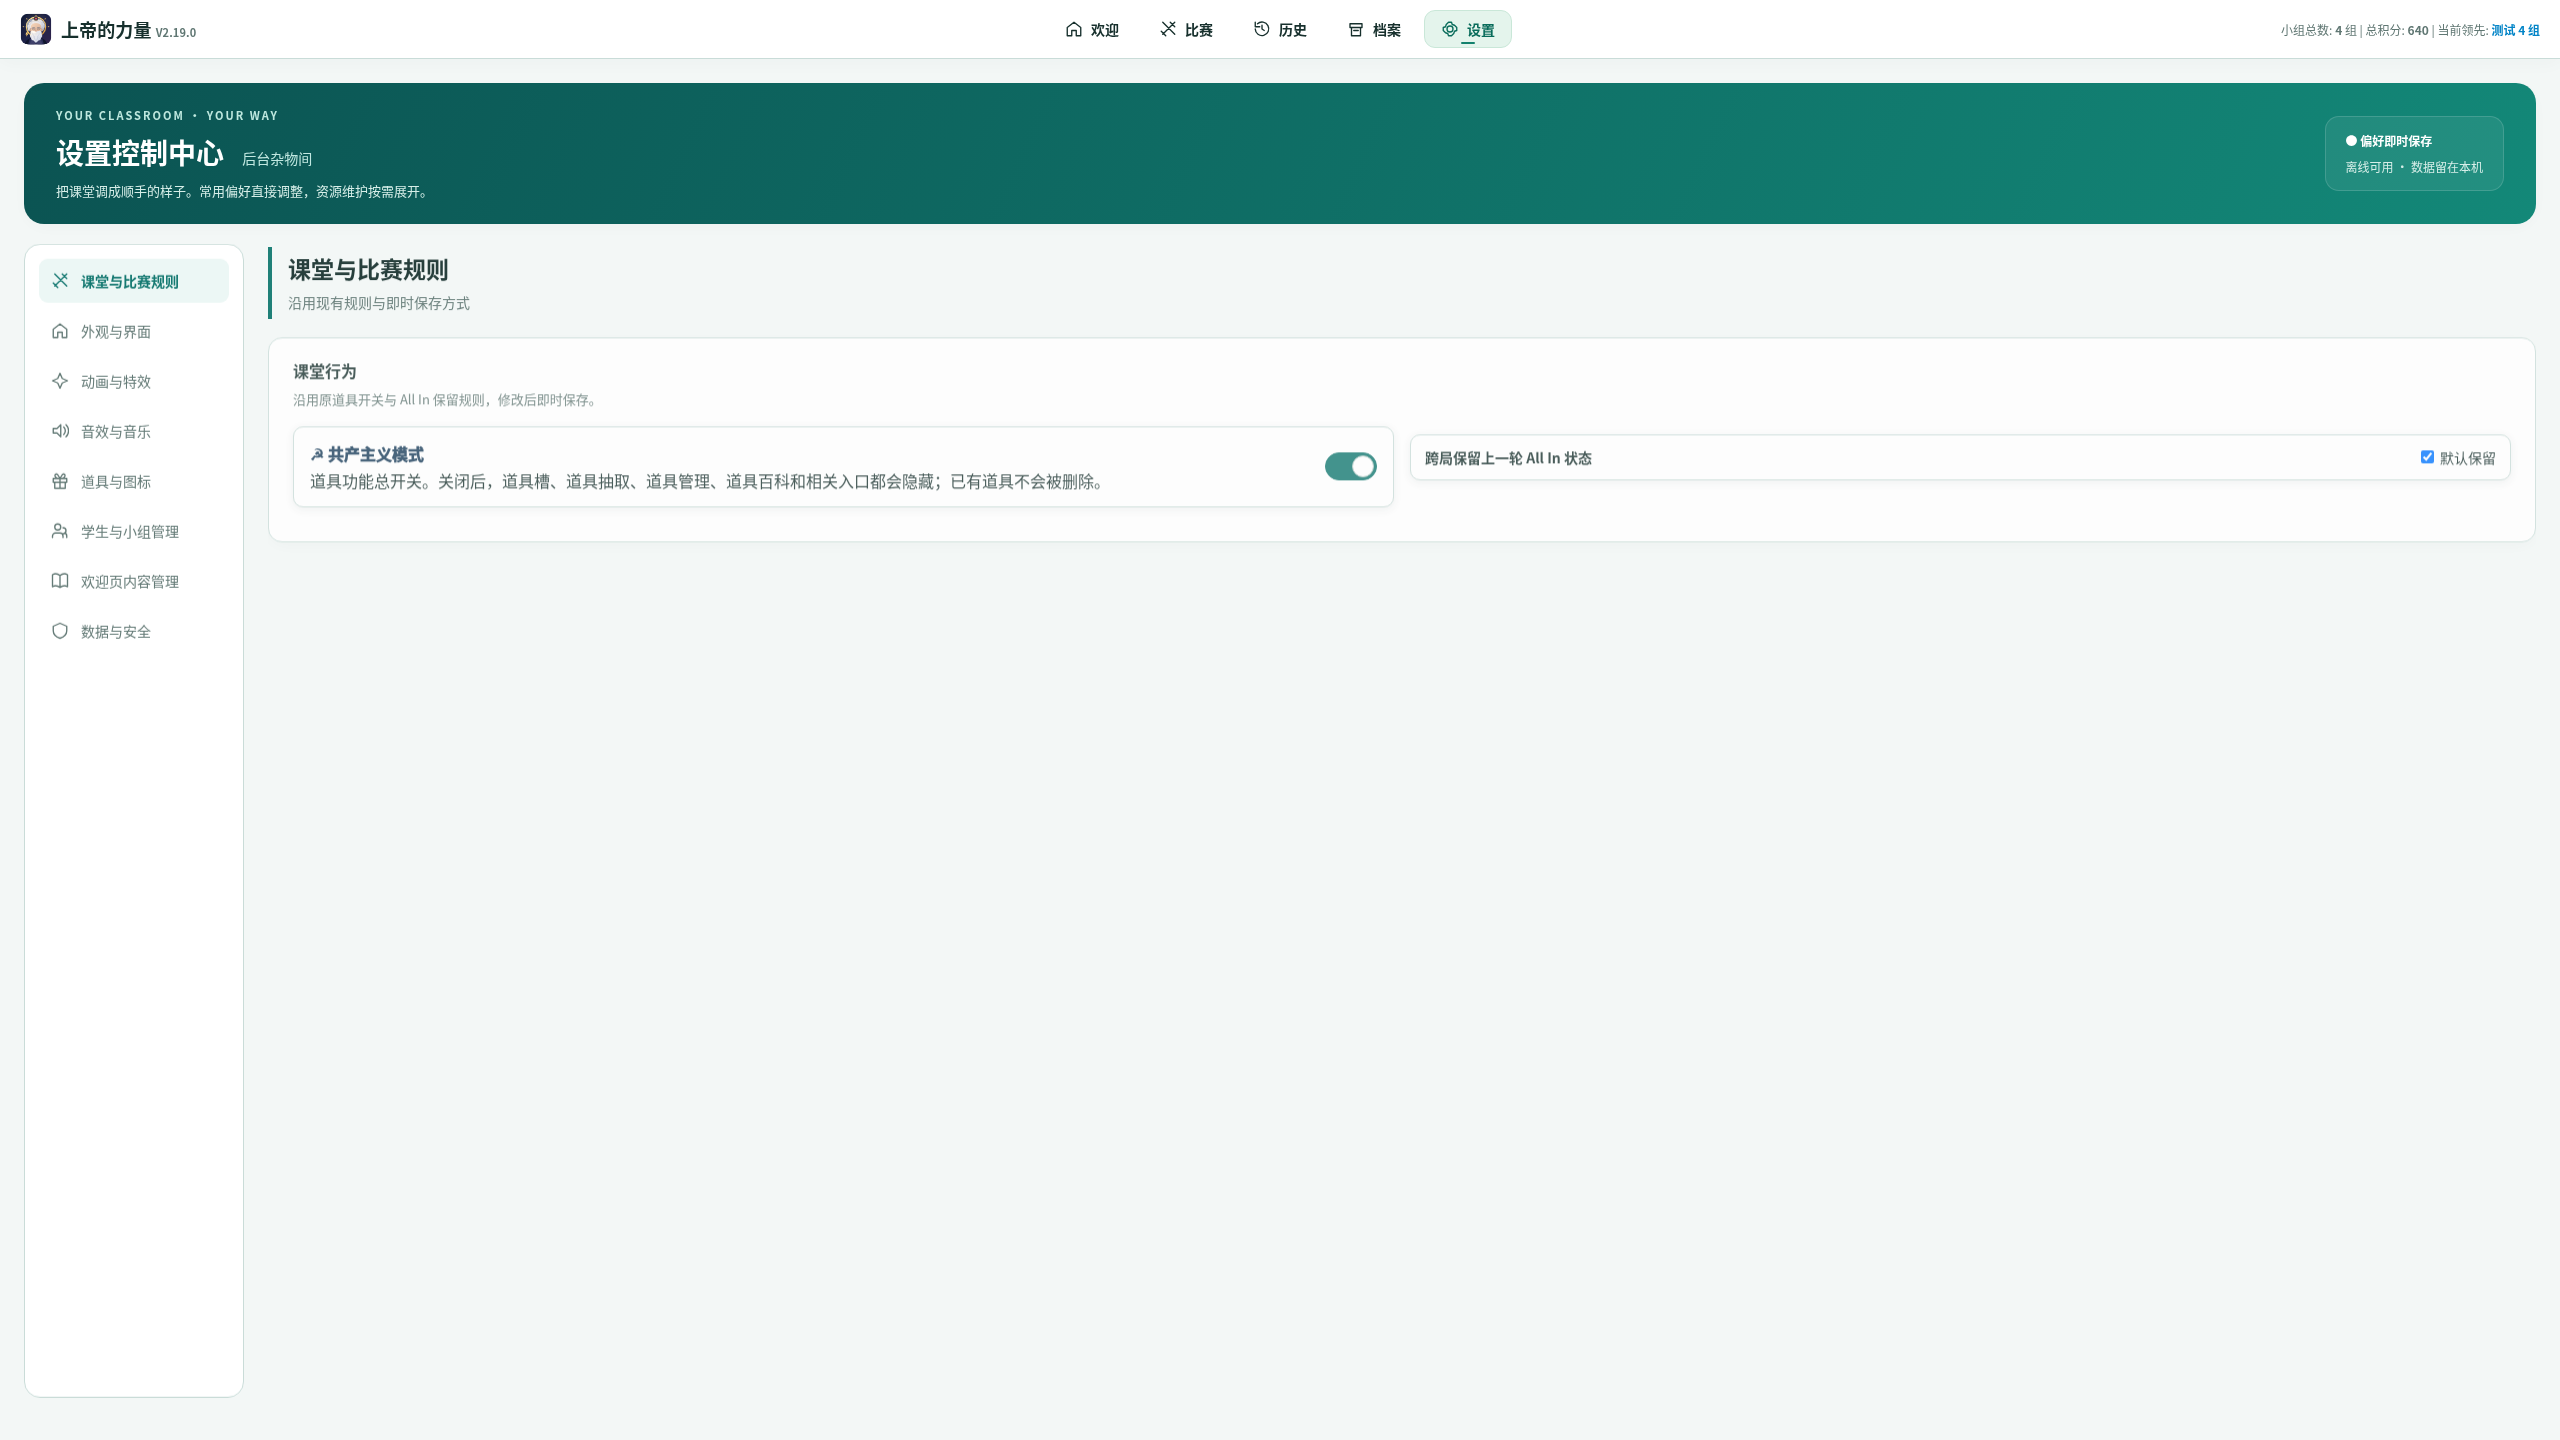 上帝的力量 V2.19.0
欢迎
比赛
历史
档案
设置
小组总数: 4 组 | 总积分: 640 | 当前领先: 测试 4 组
YOUR CLASSROOM · YOUR WAY
设置控制中心 后台杂物间
把课堂调成顺手的样子。常用偏好直接调整，资源维护按需展开。
偏好即时保存
离线可用 · 数据留在本机
课堂与比赛规则
外观与界面
动画与特效
音效与音乐
道具与图标
学生与小组管理
欢迎页内容管理
数据与安全
课堂与比赛规则
沿用现有规则与即时保存方式
课堂行为
沿用原道具开关与 All In 保留规则，修改后即时保存。
☭ 共产主义模式
道具功能总开关。关闭后，道具槽、道具抽取、道具管理、道具百科和相关入口都会隐藏；已有道具不会被删除。
跨局保留上一轮 All In 状态
默认保留